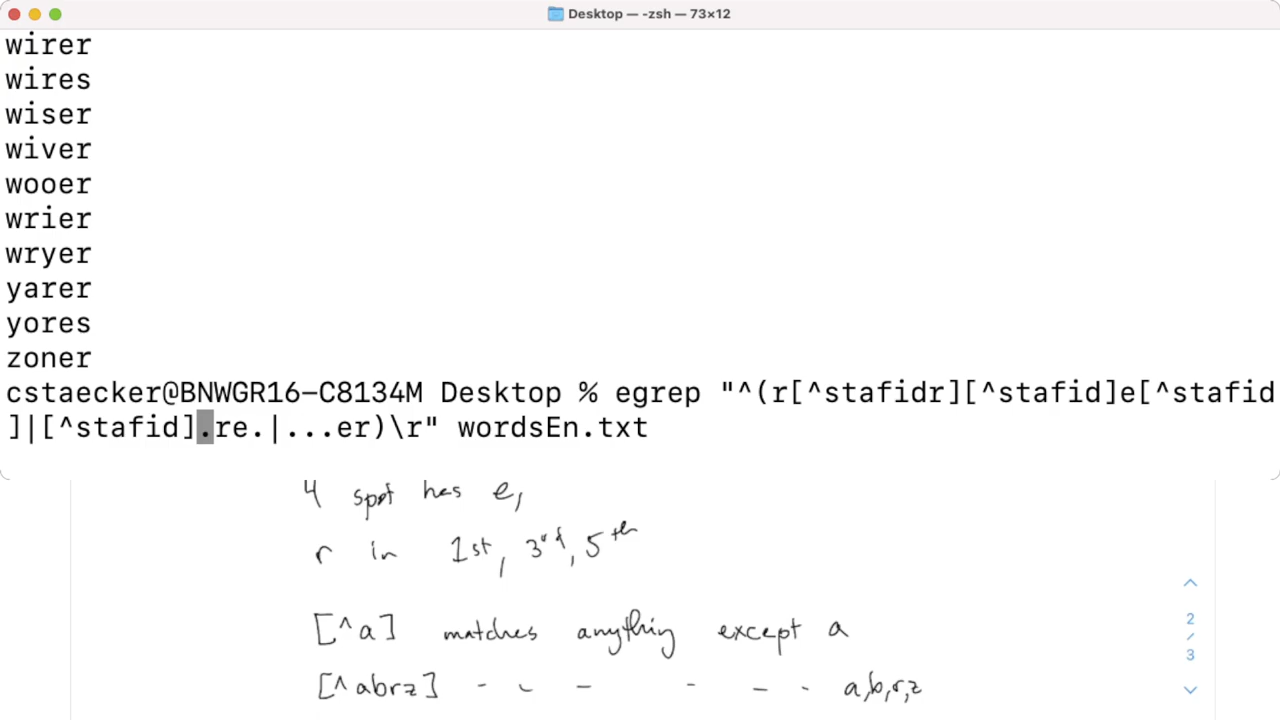 Desktop — -zsh — 73×12
wirer
wires
wiser
wiver
wooer
wrier
wryer
yarer
yores
zoner
cstaecker@BNWGR16-C8134M Desktop % egrep "^(r[^stafidr][^stafid]e[^stafid
]|[^stafid].re.|...er)\r" wordsEn.txt
4 spot has e,
r in 1st, 3rd, 5th
[^a] matches anything except a
[^abrz] - - - - - - a,b,r,z
2
/
3